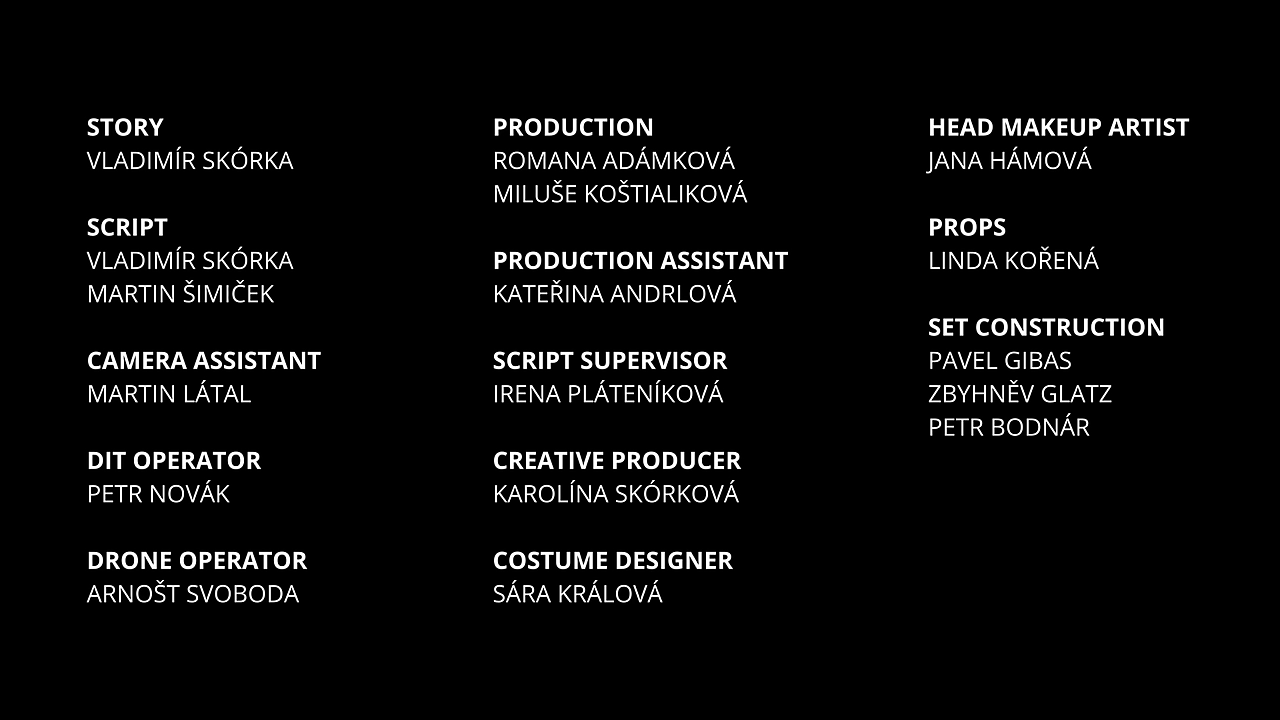 STORY
VLADIMÍR SKÓRKA
SCRIPT
VLADIMÍR SKÓRKA
MARTIN ŠIMIČEK
CAMERA ASSISTANT
MARTIN LÁTAL
DIT OPERATOR
PETR NOVÁK
DRONE OPERATOR
ARNOŠT SVOBODA
PRODUCTION
ROMANA ADÁMKOVÁ
MILUŠE KOŠTIALIKOVÁ
PRODUCTION ASSISTANT
KATEŘINA ANDRLOVÁ
SCRIPT SUPERVISOR
IRENA PLÁTENÍKOVÁ
CREATIVE PRODUCER
KAROLÍNA SKÓRKOVÁ
COSTUME DESIGNER
SÁRA KRÁLOVÁ
HEAD MAKEUP ARTIST
JANA HÁMOVÁ
PROPS
LINDA KOŘENÁ
SET CONSTRUCTION
PAVEL GIBAS
ZBYHNĚV GLATZ
PETR BODNÁR